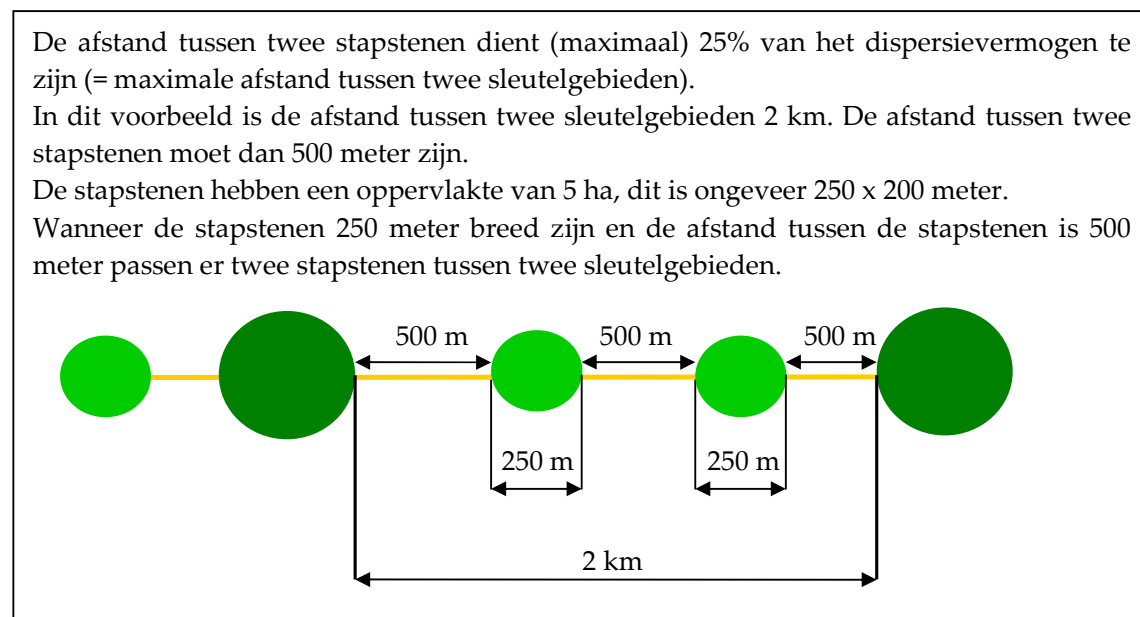 De afstand tussen twee stapstenen dient (maximaal) 25% van het dispersievermogen te
zijn (= maximale afstand tussen twee sleutelgebieden).
In dit voorbeeld is de afstand tussen twee sleutelgebieden 2 km. De afstand tussen twee
stapstenen moet dan 500 meter zijn.
De stapstenen hebben een oppervlakte van 5 ha, dit is ongeveer 250 x 200 meter.
Wanneer de stapstenen 250 meter breed zijn en de afstand tussen de stapstenen is 500
meter passen er twee stapstenen tussen twee sleutelgebieden.
500 m 500 m 500 m
250 m 250 m
2 km